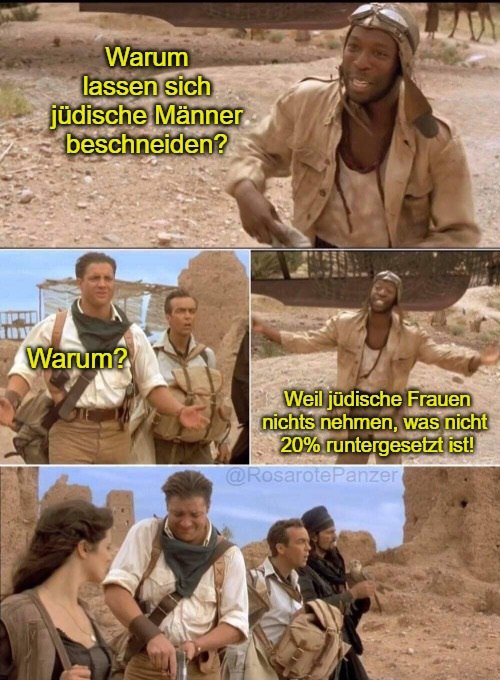 Warum
lassen sich
jüdische Männer
beschneiden?
Warum?
Weil jüdische Frauen
nichts nehmen, was nicht
20% runtergesetzt ist!
@RosarotePanzer